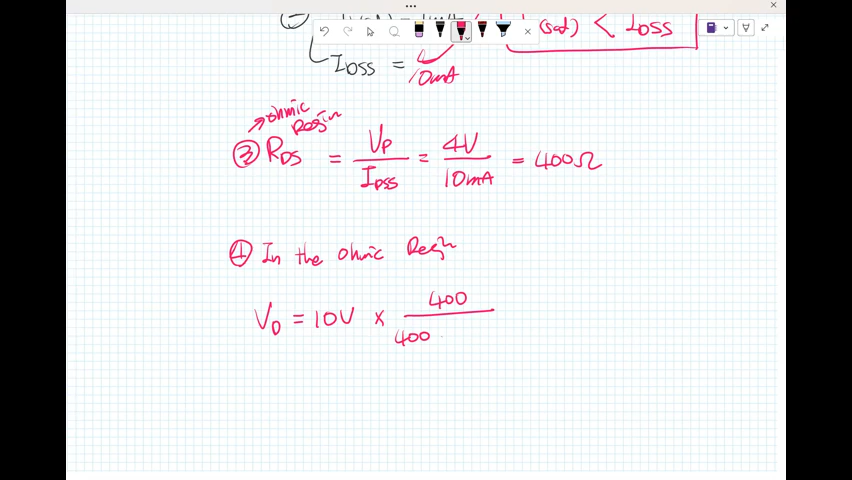 (sat) < IDSS
IDSS = 10mA
→ohmic Region
③ RDS = VP / IDSS = 4V / 10mA = 400Ω
④ In the ohmic Region
VD = 10V × 400 / 400